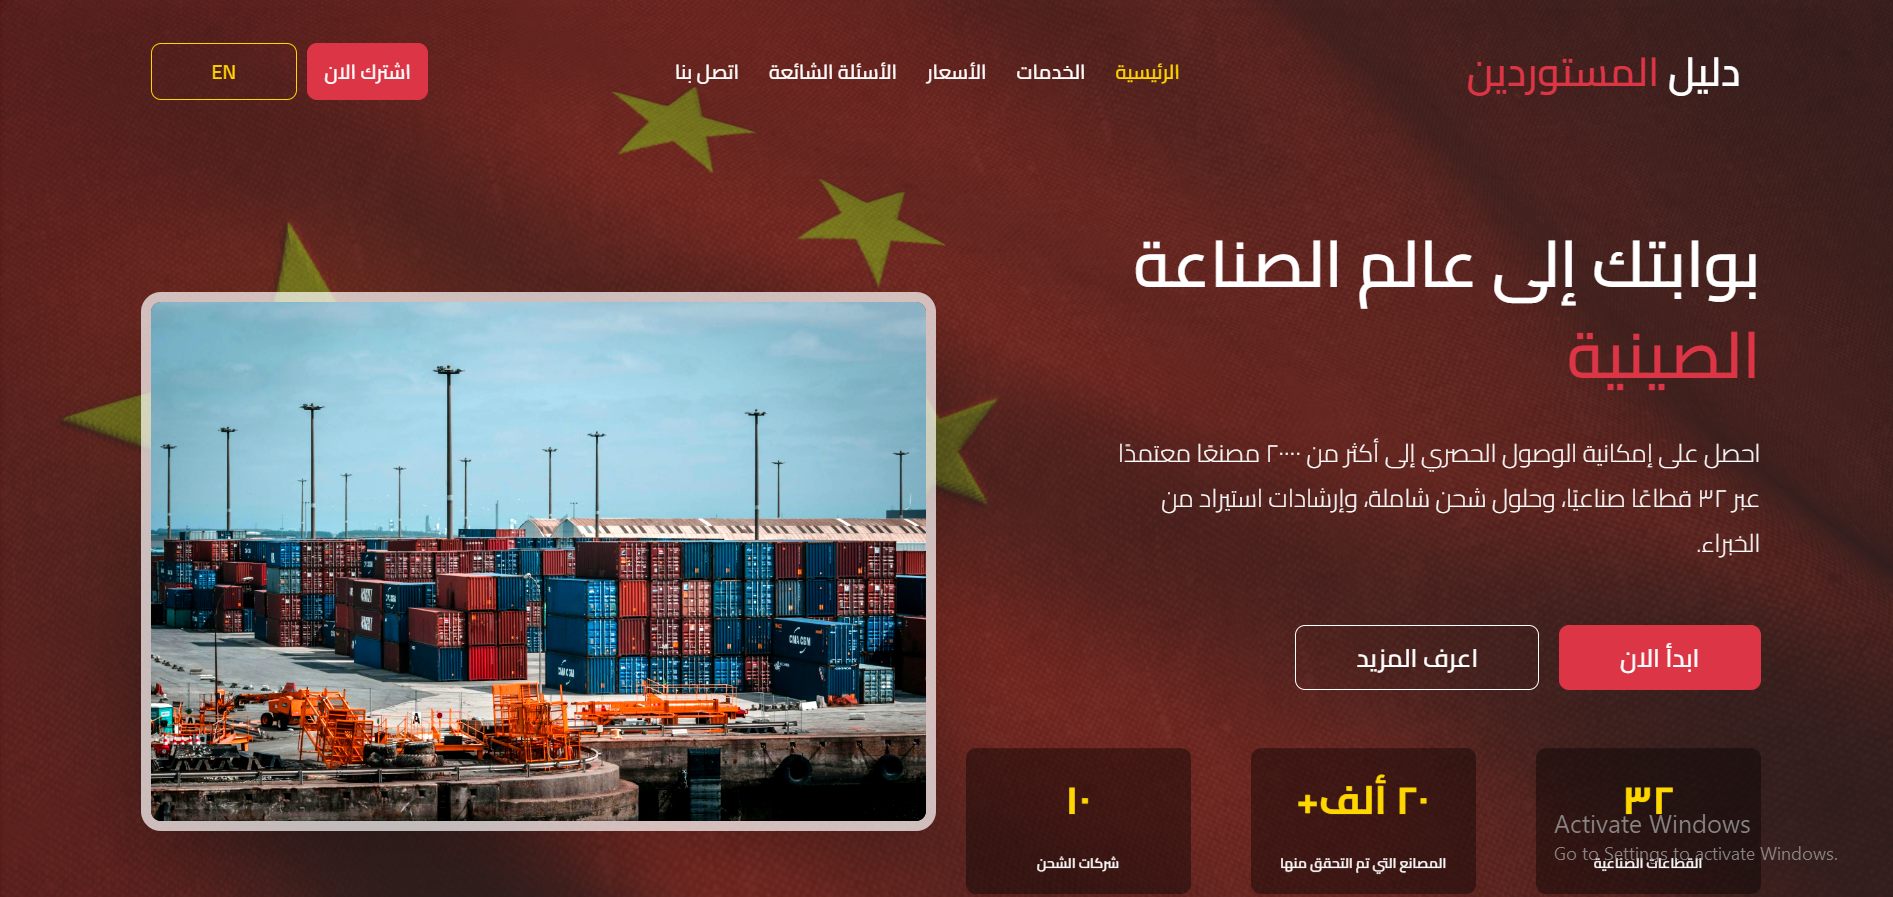 دليل المستوردين
الرئيسية
الخدمات
الأسعار
الأسئلة الشائعة
اتصل بنا
اشترك الان
EN
بوابتك إلى عالم الصناعة
الصينية
احصل على إمكانية الوصول الحصري إلى أكثر من ٢٠٠٠٠ مصنعًا معتمدًا
عبر ٣٢ قطاعًا صناعيًا، وحلول شحن شاملة، وإرشادات استيراد من
الخبراء.
ابدأ الان
اعرف المزيد
٣٢
القطاعات الصناعية
٢٠ ألف+
المصانع التي تم التحقق منها
١٠
شركات الشحن
CMA CGM
A
Activate Windows
Go to Settings to activate Windows.